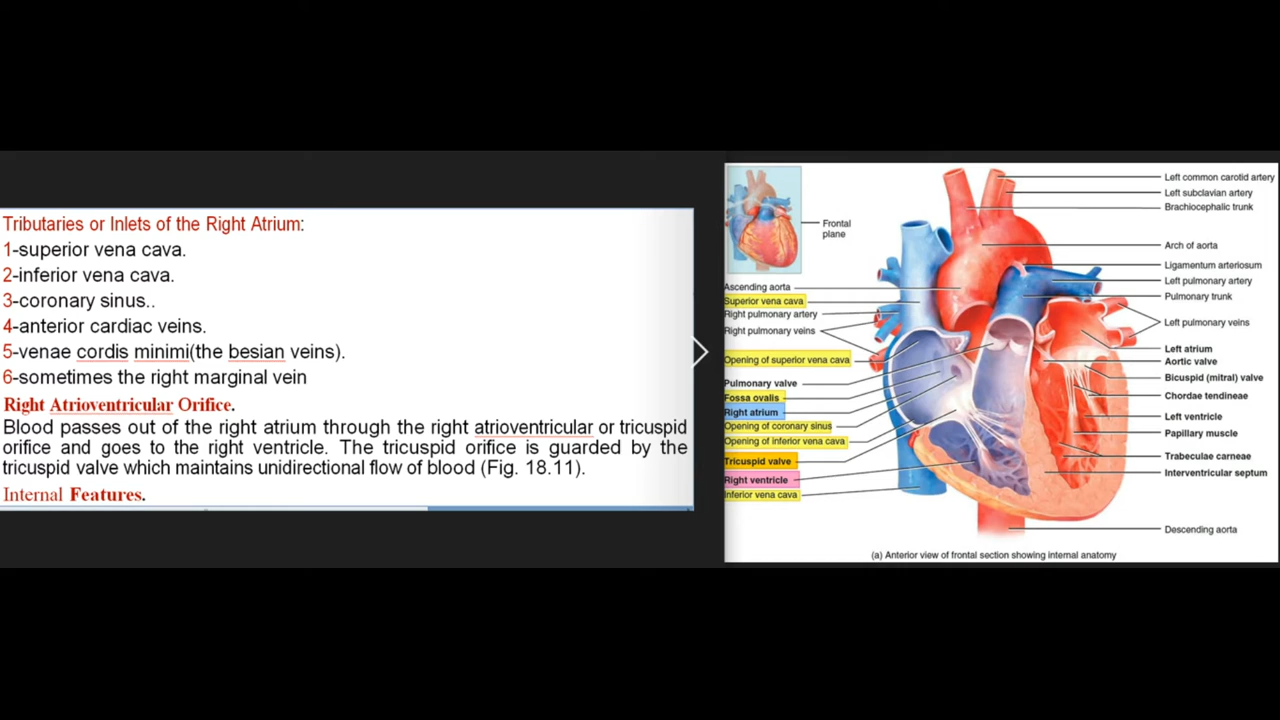 Tributaries or Inlets of the Right Atrium:
1-superior vena cava.
2-inferior vena cava.
3-coronary sinus..
4-anterior cardiac veins.
5-venae cordis minimi(the besian veins).
6-sometimes the right marginal vein
Right Atrioventricular Orifice.
Blood passes out of the right atrium through the right atrioventricular or tricuspid
orifice and goes to the right ventricle. The tricuspid orifice is guarded by the
tricuspid valve which maintains unidirectional flow of blood (Fig. 18.11).
Internal Features.
Frontal
plane
Ascending aorta
Superior vena cava
Right pulmonary artery
Right pulmonary veins
Opening of superior vena cava
Pulmonary valve
Fossa ovalis
Right atrium
Opening of coronary sinus
Opening of inferior vena cava
Tricuspid valve
Right ventricle
Inferior vena cava
Left common carotid artery
Left subclavian artery
Brachiocephalic trunk
Arch of aorta
Ligamentum arteriosum
Left pulmonary artery
Pulmonary trunk
Left pulmonary veins
Left atrium
Aortic valve
Bicuspid (mitral) valve
Chordae tendineae
Left ventricle
Papillary muscle
Trabeculae carneae
Interventricular septum
Descending aorta
(a) Anterior view of frontal section showing internal anatomy